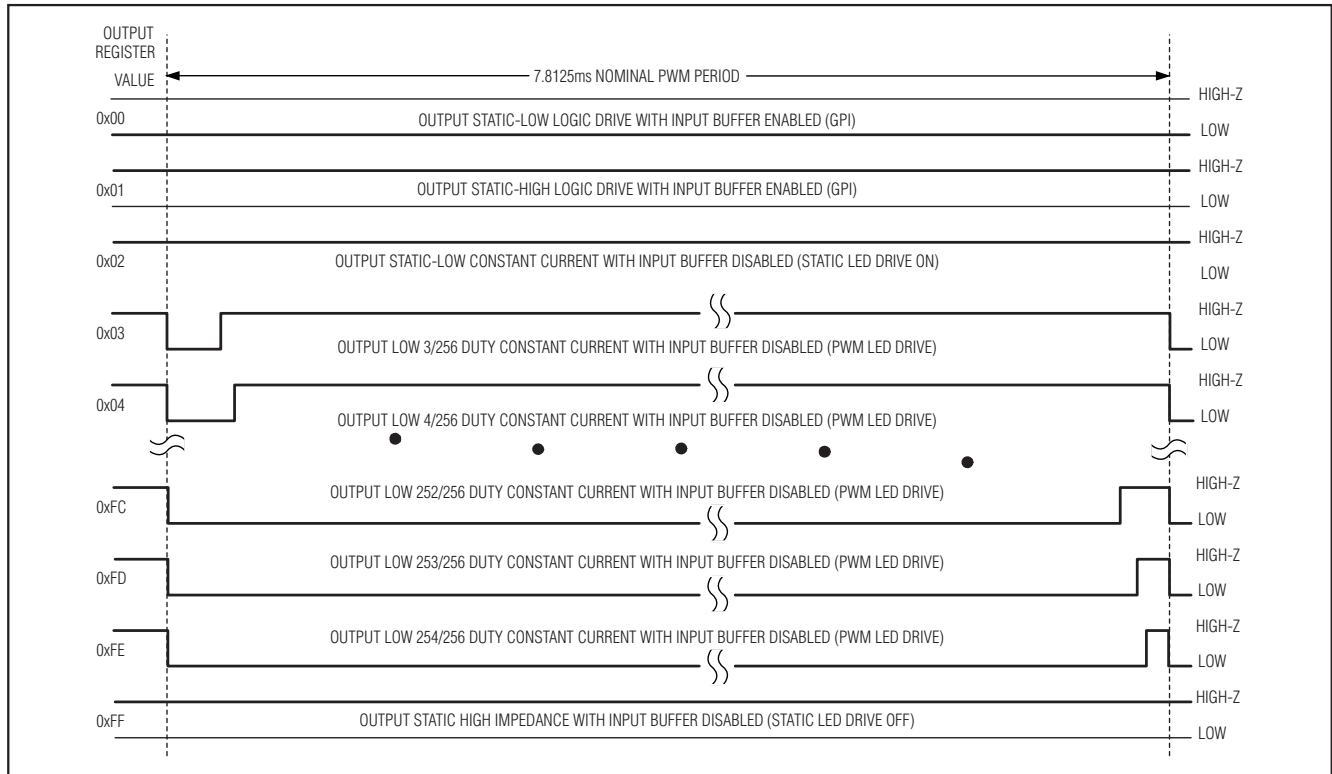 OUTPUT
REGISTER
VALUE
7.8125ms NOMINAL PWM PERIOD
HIGH-Z
0x00
OUTPUT STATIC-LOW LOGIC DRIVE WITH INPUT BUFFER ENABLED (GPI)
LOW
HIGH-Z
0x01
OUTPUT STATIC-HIGH LOGIC DRIVE WITH INPUT BUFFER ENABLED (GPI)
LOW
HIGH-Z
0x02
OUTPUT STATIC-LOW CONSTANT CURRENT WITH INPUT BUFFER DISABLED (STATIC LED DRIVE ON)
LOW
HIGH-Z
0x03
OUTPUT LOW 3/256 DUTY CONSTANT CURRENT WITH INPUT BUFFER DISABLED (PWM LED DRIVE)
LOW
HIGH-Z
0x04
OUTPUT LOW 4/256 DUTY CONSTANT CURRENT WITH INPUT BUFFER DISABLED (PWM LED DRIVE)
LOW
HIGH-Z
0xFC
OUTPUT LOW 252/256 DUTY CONSTANT CURRENT WITH INPUT BUFFER DISABLED (PWM LED DRIVE)
LOW
HIGH-Z
0xFD
OUTPUT LOW 253/256 DUTY CONSTANT CURRENT WITH INPUT BUFFER DISABLED (PWM LED DRIVE)
LOW
HIGH-Z
0xFE
OUTPUT LOW 254/256 DUTY CONSTANT CURRENT WITH INPUT BUFFER DISABLED (PWM LED DRIVE)
LOW
HIGH-Z
0xFF
OUTPUT STATIC HIGH IMPEDANCE WITH INPUT BUFFER DISABLED (STATIC LED DRIVE OFF)
LOW